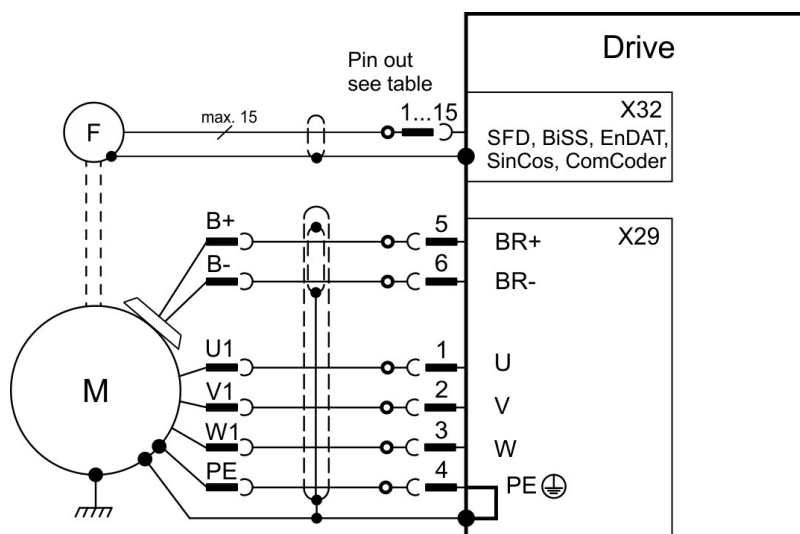 Drive
Pin out
see table
X32
max. 15
1...15
F
SFD, BiSS, EnDAT,
SinCos, ComCoder
B+
5
BR+
X29
B-
6
BR-
U1
1
U
M
V1
2
V
W1
3
W
PE
4
PE